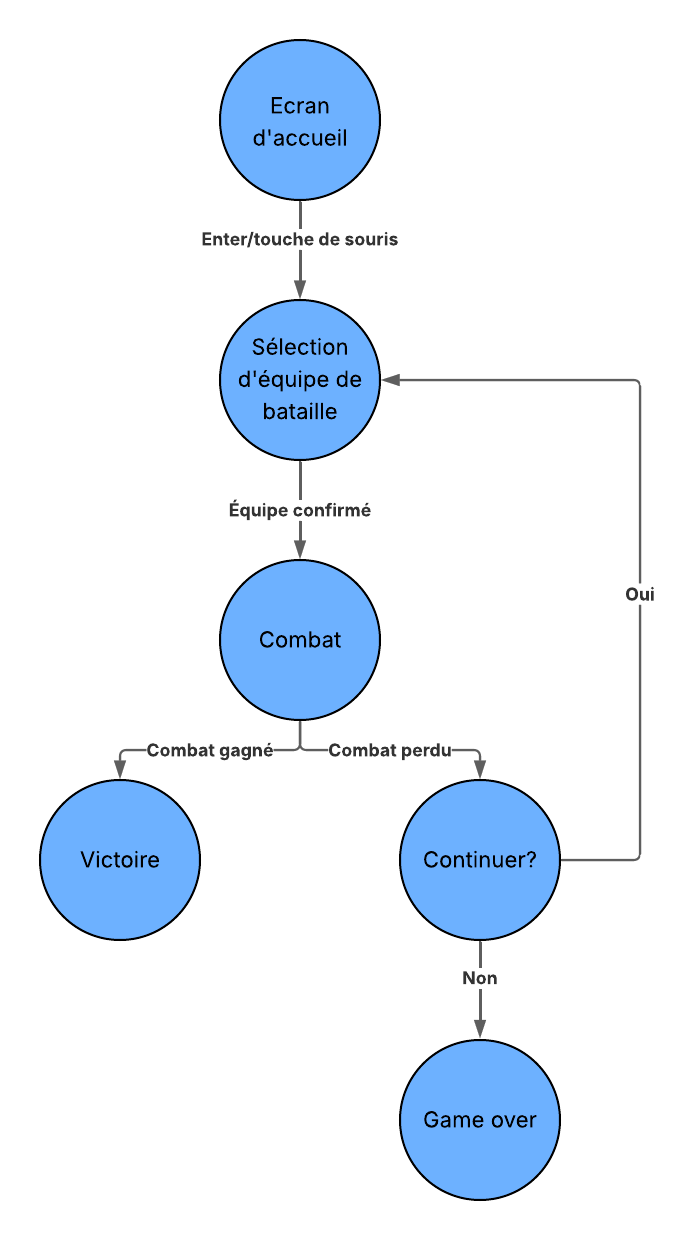 Ecran
d'accueil
Enter/touche de souris
Sélection
d'équipe de
bataille
Équipe confirmé
Oui
Combat
Combat gagné
Combat perdu
Victoire
Continuer?
Non
Game over